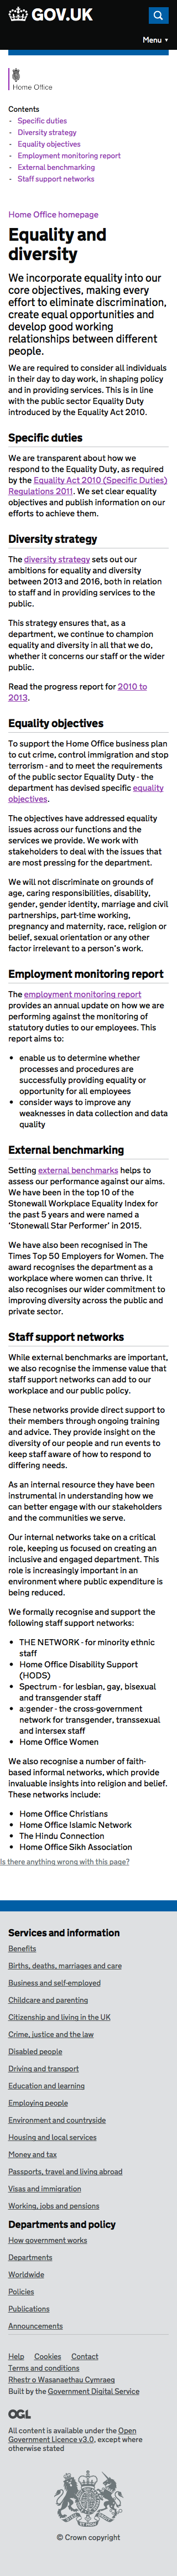 GOV.UK
Menu ▼
Home Office
Contents
- Specific duties
- Diversity strategy
- Equality objectives
- Employment monitoring report
- External benchmarking
- Staff support networks
Home Office homepage
Equality and
diversity
We incorporate equality into our
core objectives, making every
effort to eliminate discrimination,
create equal opportunities and
develop good working
relationships between different
people.
We are required to consider all individuals
in their day to day work, in shaping policy
and in providing services. This is in line
with the public sector Equality Duty
introduced by the Equality Act 2010.
Specific duties
We are transparent about how we
respond to the Equality Duty, as required
by the Equality Act 2010 (Specific Duties)
Regulations 2011. We set clear equality
objectives and publish information on our
efforts to achieve them.
Diversity strategy
The diversity strategy sets out our
ambitions for equality and diversity
between 2013 and 2016, both in relation
to staff and in providing services to the
public.
This strategy ensures that, as a
department, we continue to champion
equality and diversity in all that we do,
whether it concerns our staff or the wider
public.
Read the progress report for 2010 to
2013.
Equality objectives
To support the Home Office business plan
to cut crime, control immigration and stop
terrorism - and to meet the requirements
of the public sector Equality Duty - the
department has devised specific equality
objectives.
The objectives have addressed equality
issues across our functions and the
services we provide. We work with
stakeholders to deal with the issues that
are most pressing for the department.
We will not discriminate on grounds of
age, caring responsibilities, disability,
gender, gender identity, marriage and civil
partnerships, part-time working,
pregnancy and maternity, race, religion or
belief, sexual orientation or any other
factor irrelevant to a person's work.
Employment monitoring report
The employment monitoring report
provides an annual update on how we are
performing against the monitoring of
statutory duties to our employees. This
report aims to:
• enable us to determine whether
processes and procedures are
successfully providing equality or
opportunity for all employees
• consider ways to improve any
weaknesses in data collection and data
quality
External benchmarking
Setting external benchmarks helps to
assess our performance against our aims.
We have been in the top 10 of the
Stonewall Workplace Equality Index for
the past 5 years and were named a
'Stonewall Star Performer' in 2015.
We have also been recognised in The
Times Top 50 Employers for Women. The
award recognises the department as a
workplace where women can thrive. It
also recognises our wider commitment to
improving diversity across the public and
private sector.
Staff support networks
While external benchmarks are important,
we also recognise the immense value that
staff support networks can add to our
workplace and our public policy.
These networks provide direct support to
their members through ongoing training
and advice. They provide insight on the
diversity of our people and run events to
keep staff aware of how to respond to
differing needs.
As an internal resource they have been
instrumental in understanding how we
can better engage with our stakeholders
and the communities we serve.
Our internal networks take on a critical
role, keeping us focused on creating an
inclusive and engaged department. This
role is increasingly important in an
environment where public expenditure is
being reduced.
We formally recognise and support the
following staff support networks:
• THE NETWORK - for minority ethnic
staff
• Home Office Disability Support
(HODS)
• Spectrum - for lesbian, gay, bisexual
and transgender staff
• a:gender - the cross-government
network for transgender, transsexual
and intersex staff
• Home Office Women
We also recognise a number of faith-
based informal networks, which provide
invaluable insights into religion and belief.
These networks include:
• Home Office Christians
• Home Office Islamic Network
• The Hindu Connection
• Home Office Sikh Association
Is there anything wrong with this page?
Services and information
Benefits
Births, deaths, marriages and care
Business and self-employed
Childcare and parenting
Citizenship and living in the UK
Crime, justice and the law
Disabled people
Driving and transport
Education and learning
Employing people
Environment and countryside
Housing and local services
Money and tax
Passports, travel and living abroad
Visas and immigration
Working, jobs and pensions
Departments and policy
How government works
Departments
Worldwide
Policies
Publications
Announcements
Help Cookies Contact
Terms and conditions
Rhestr o Wasanaethau Cymraeg
Built by the Government Digital Service
OGL
All content is available under the Open
Government Licence v3.0, except where
otherwise stated
© Crown copyright